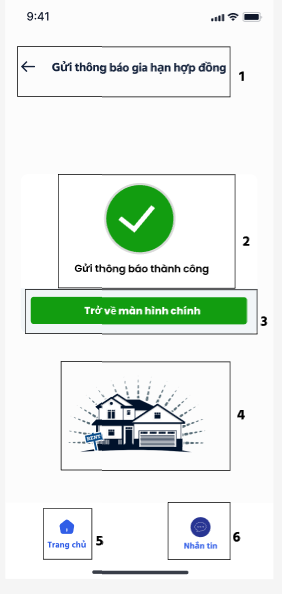 9:41
Gửi thông báo gia hạn hợp đồng
1
2
Gửi thông báo thành công
Trở về màn hình chính
3
4
RENT
Trang chủ
5
Nhắn tin
6